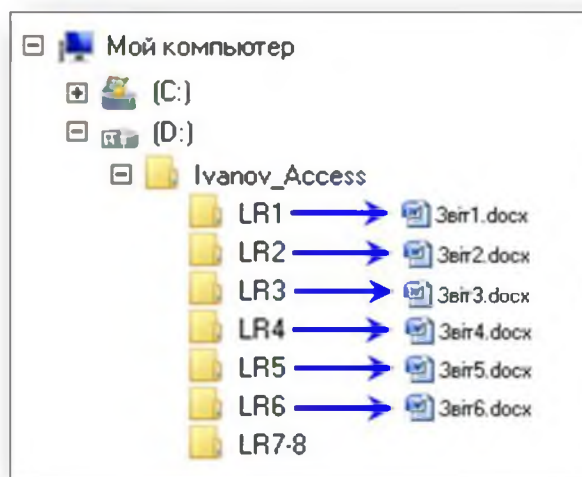 Мой компьютер
(C:)
(D:)
Ivanov_Access
LR1 Звіт1.docx
LR2 Звіт2.docx
LR3 Звіт3.docx
LR4 Звіт4.docx
LR5 Звіт5.docx
LR6 Звіт6.docx
LR7-8